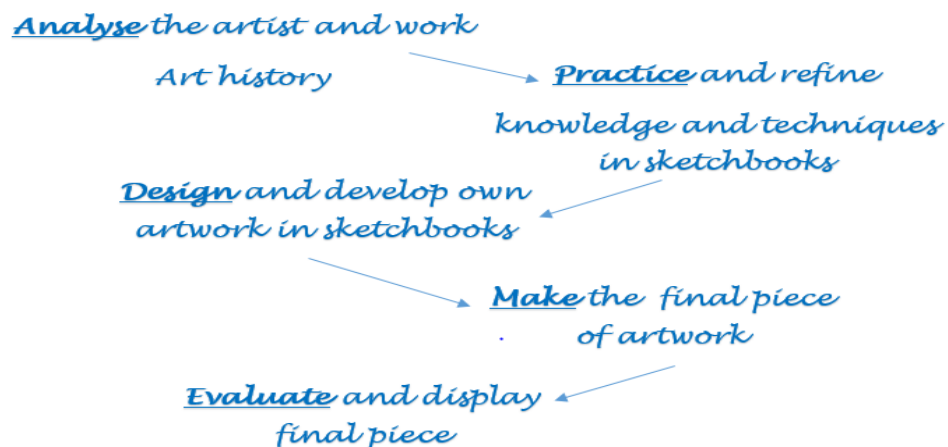 Analyse the artist and work
Art history
Practice and refine
knowledge and techniques
in sketchbooks
Design and develop own
artwork in sketchbooks
Make the final piece
of artwork
Evaluate and display
final piece